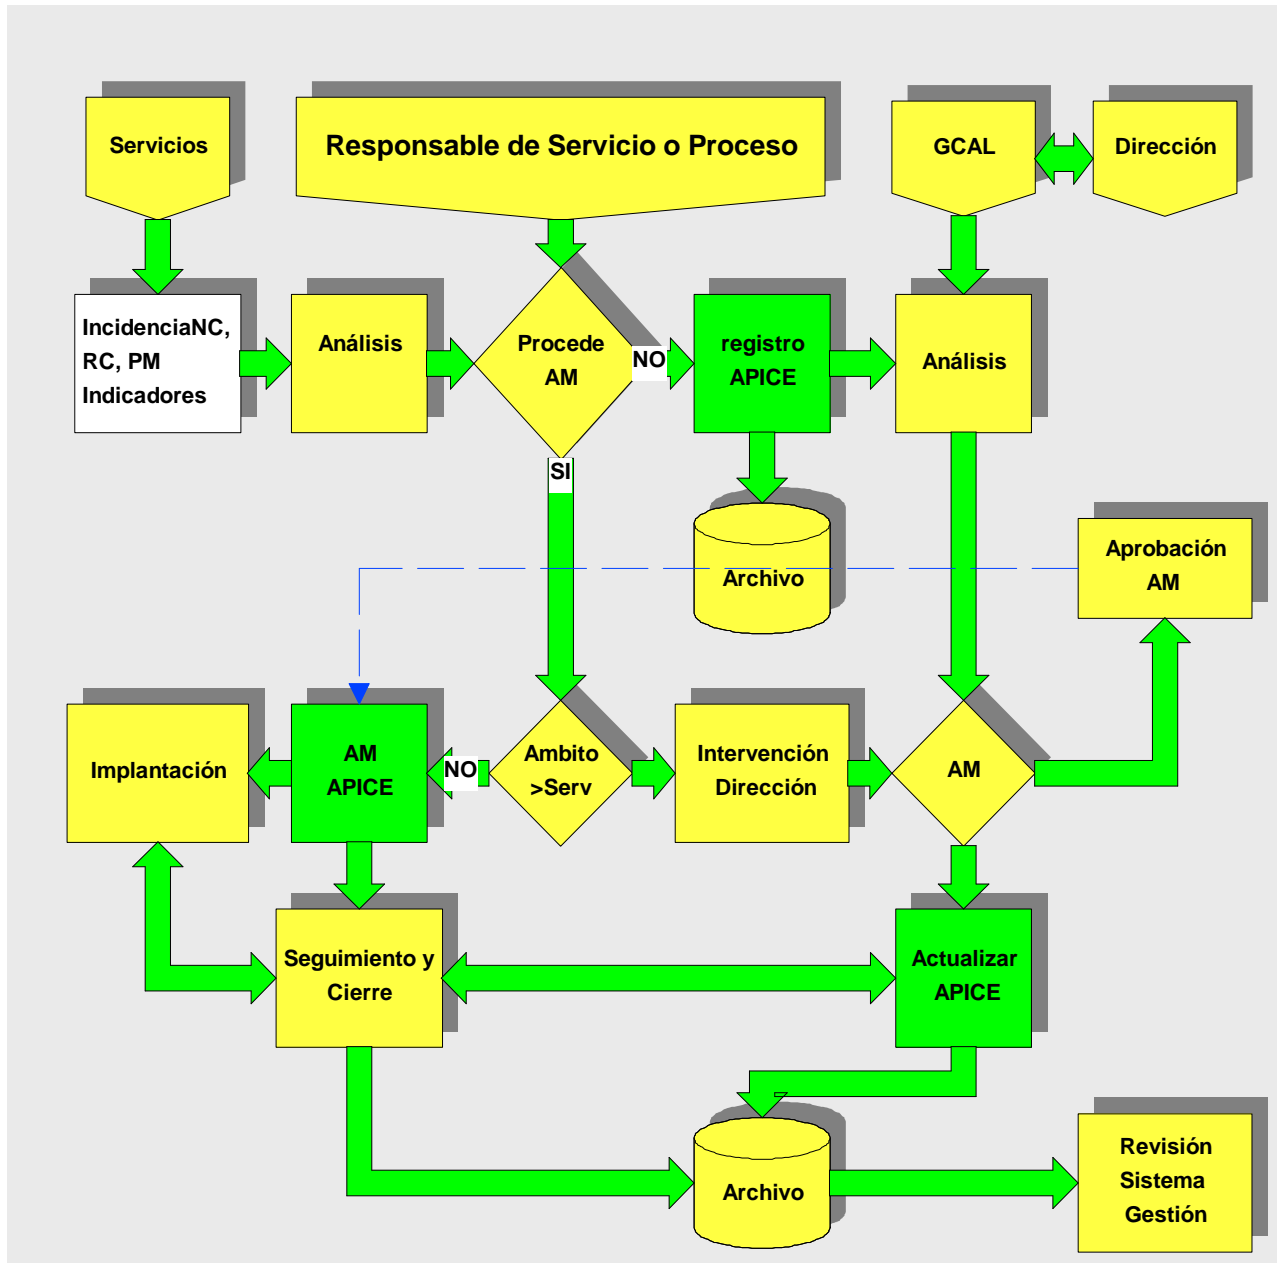 Servicios
Responsable de Servicio o Proceso
GCAL
Dirección
IncidenciaNC,
RC, PM
Indicadores
Análisis
Procede
AM
NO
registro
APICE
Análisis
SI
Archivo
Aprobación
AM
Implantación
AM
APICE
NO
Ambito
>Serv
Intervención
Dirección
AM
Seguimiento y
Cierre
Actualizar
APICE
Archivo
Revisión
Sistema
Gestión